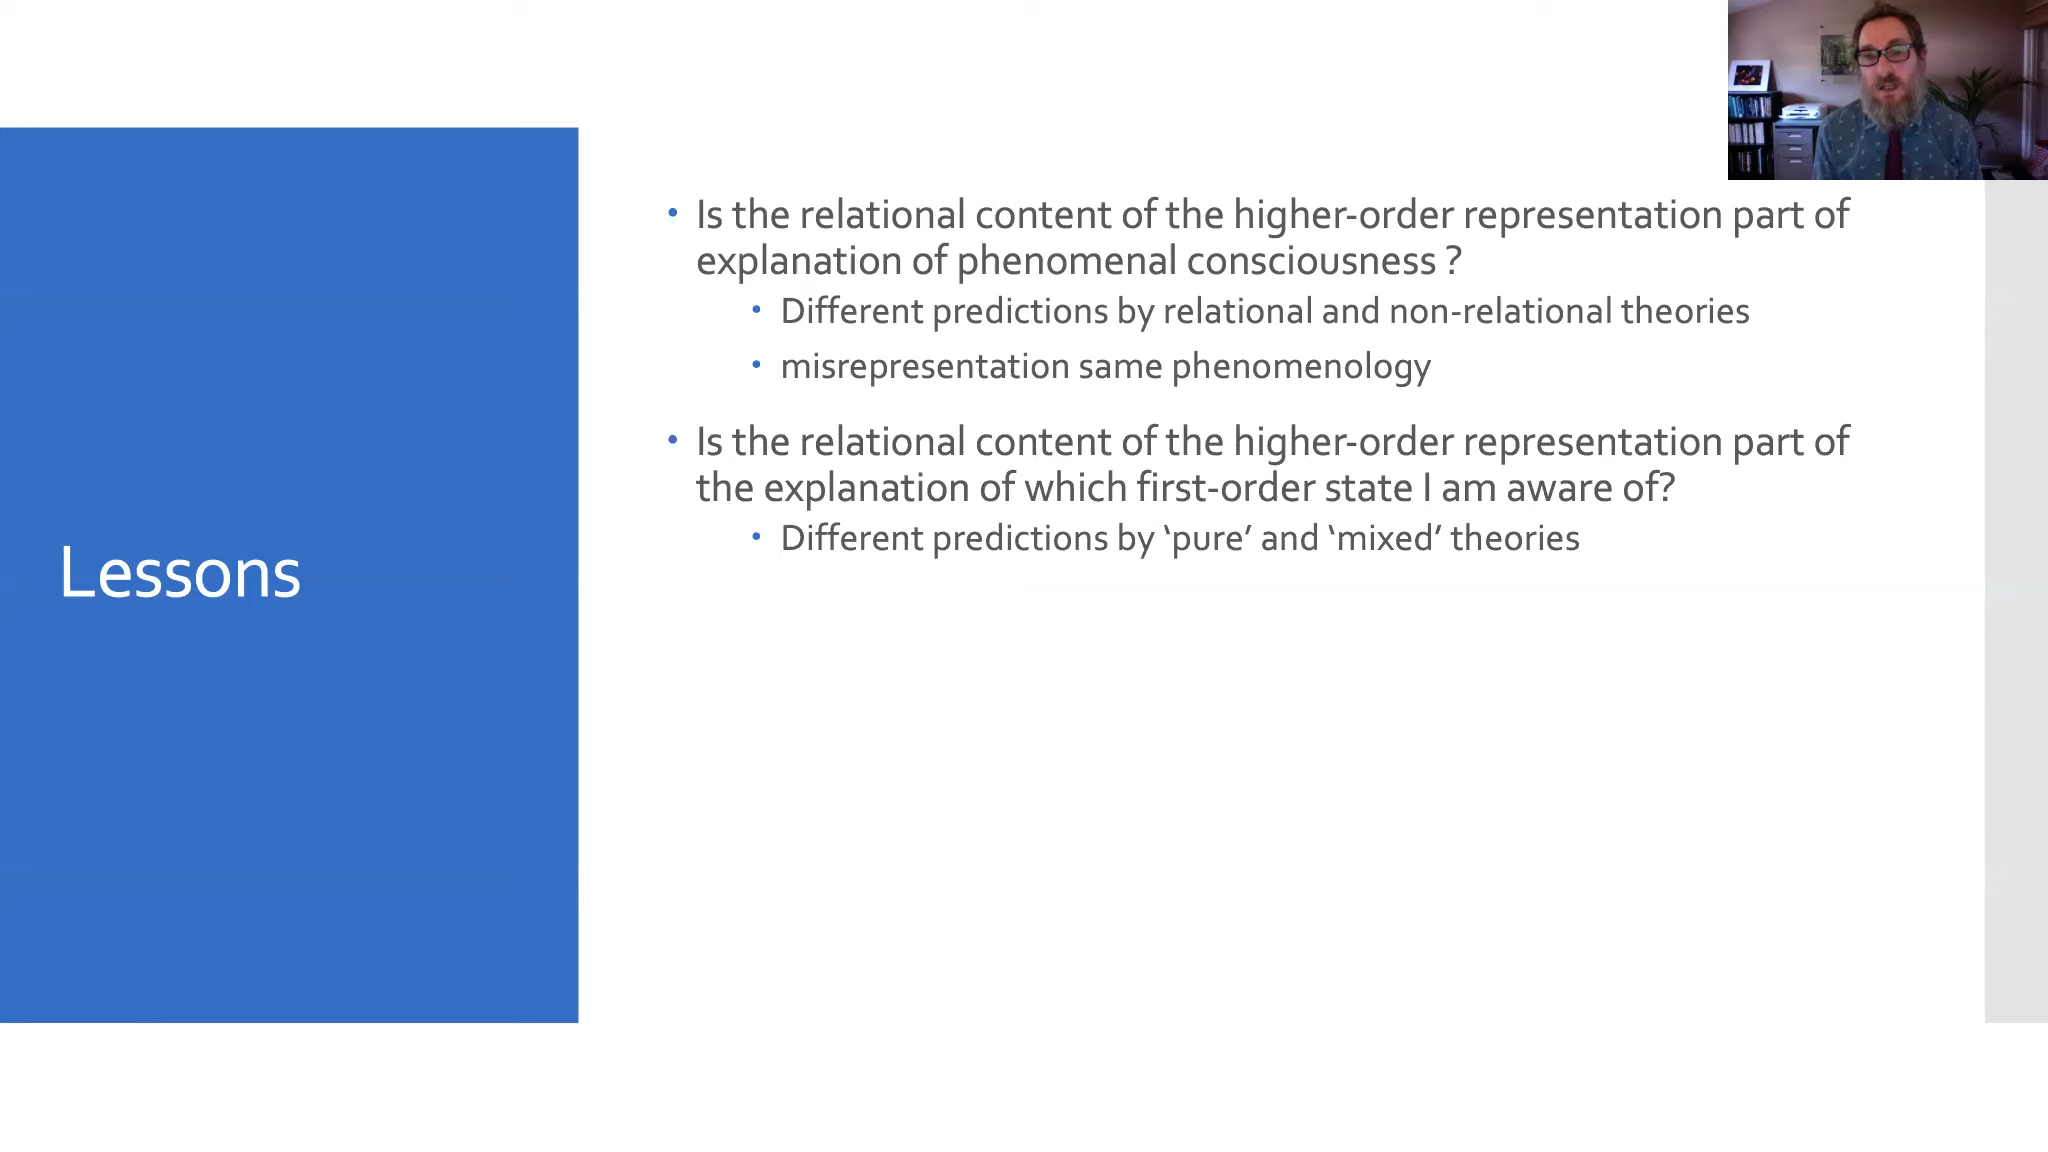 Lessons
• Is the relational content of the higher-order representation part of
explanation of phenomenal consciousness ?
• Different predictions by relational and non-relational theories
• misrepresentation same phenomenology
• Is the relational content of the higher-order representation part of
the explanation of which first-order state I am aware of?
• Different predictions by ‘pure’ and ‘mixed’ theories